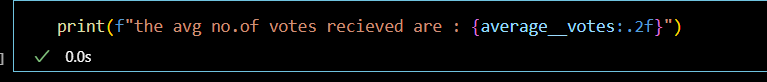 print(f"the avg no.of votes recieved are : {average__votes:.2f}")
]
✓ 0.0s